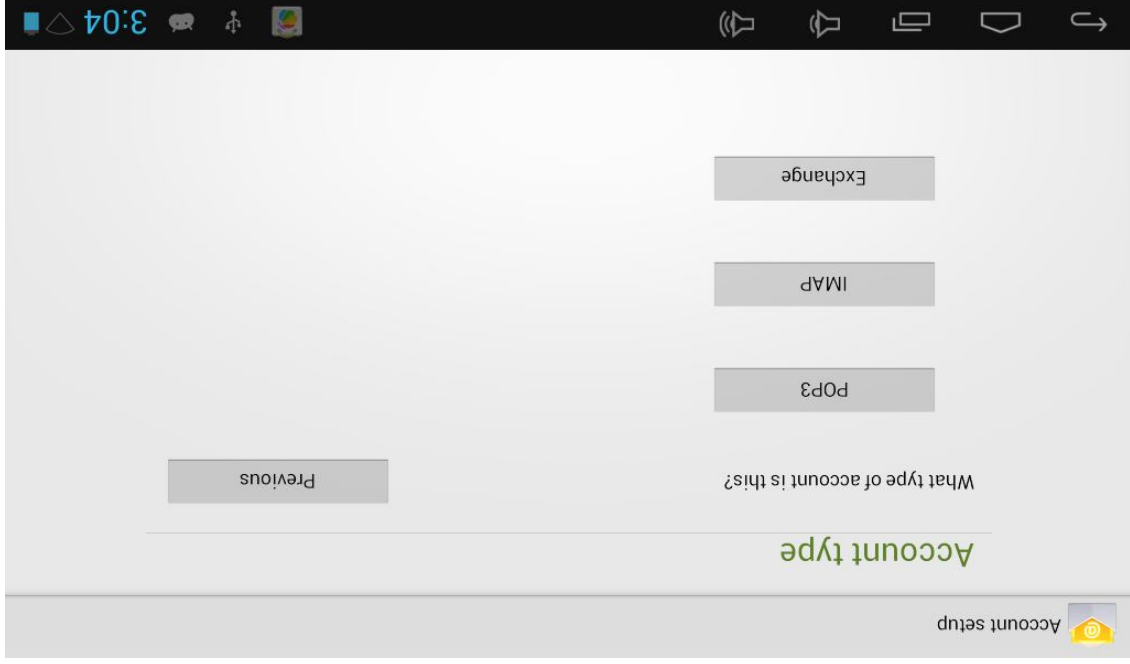 Account setup
Account type
What type of account is this?
Previous
POP3
IMAP
Exchange
3:04